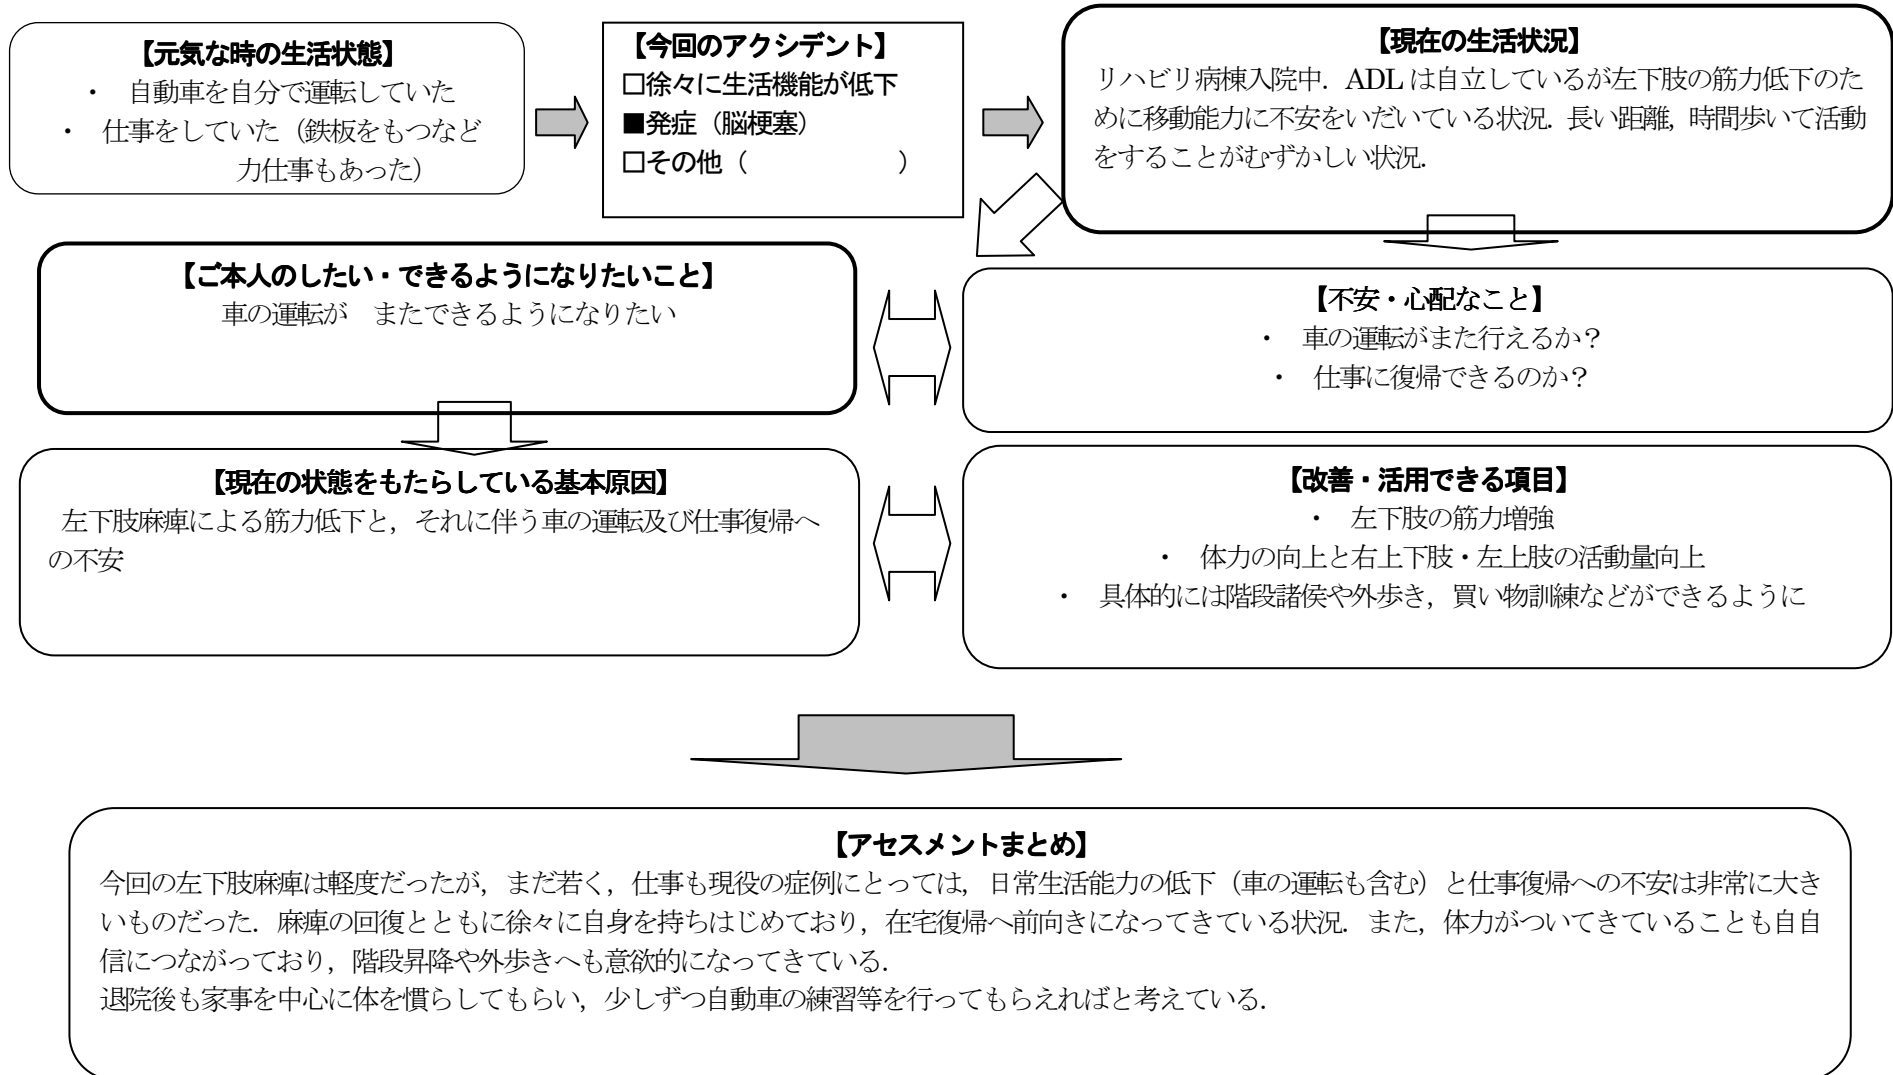 【元気な時の生活状態】
・ 自動車を自分で運転していた
・ 仕事をしていた（鉄板をもつなど
力仕事もあった）
【今回のアクシデント】
□徐々に生活機能が低下
■発症（脳梗塞）
□その他（　　　　　　）
【現在の生活状況】
リハビリ病棟入院中．ADL は自立しているが左下肢の筋力低下のた
めに移動能力に不安をいだいている状況．長い距離，時間歩いて活動
をすることがむずかしい状況．
【ご本人のしたい・できるようになりたいこと】
車の運転が　またできるようになりたい
【不安・心配なこと】
・ 車の運転がまた行えるか？
・ 仕事に復帰できるのか？
【現在の状態をもたらしている基本原因】
左下肢麻痺による筋力低下と，それに伴う車の運転及び仕事復帰へ
の不安
【改善・活用できる項目】
・ 左下肢の筋力増強
・ 体力の向上と右上下肢・左上肢の活動量向上
・ 具体的には階段諸侯や外歩き，買い物訓練などができるように
【アセスメントまとめ】
今回の左下肢麻痺は軽度だったが，まだ若く，仕事も現役の症例にとっては，日常生活能力の低下（車の運転も含む）と仕事復帰への不安は非常に大き
いものだった．麻痺の回復とともに徐々に自身を持ちはじめており，在宅復帰へ前向きになってきている状況．また，体力がついてきていることも自自
信につながっており，階段昇降や外歩きへも意欲的になってきている．
退院後も家事を中心に体を慣らしてもらい，少しずつ自動車の練習等を行ってもらえればと考えている．